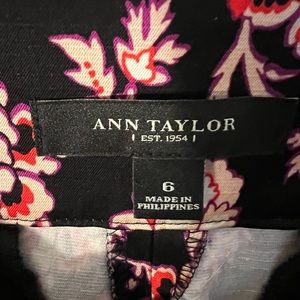 ANN TAYLOR
EST. 1954
6
MADE IN
PHILIPPINES